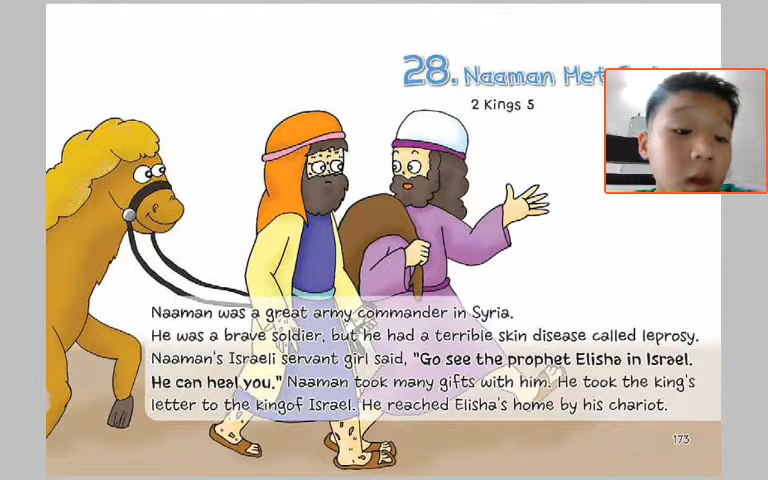 28. Naaman Met
2 Kings 5
Naaman was a great army commander in Syria.
He was a brave soldier, but he had a terrible skin disease called leprosy.
Naaman's Israeli servant girl said, "Go see the prophet Elisha in Israel.
He can heal you." Naaman took many gifts with him. He took the king's
letter to the kingof Israel. He reached Elisha's home by his chariot.
173